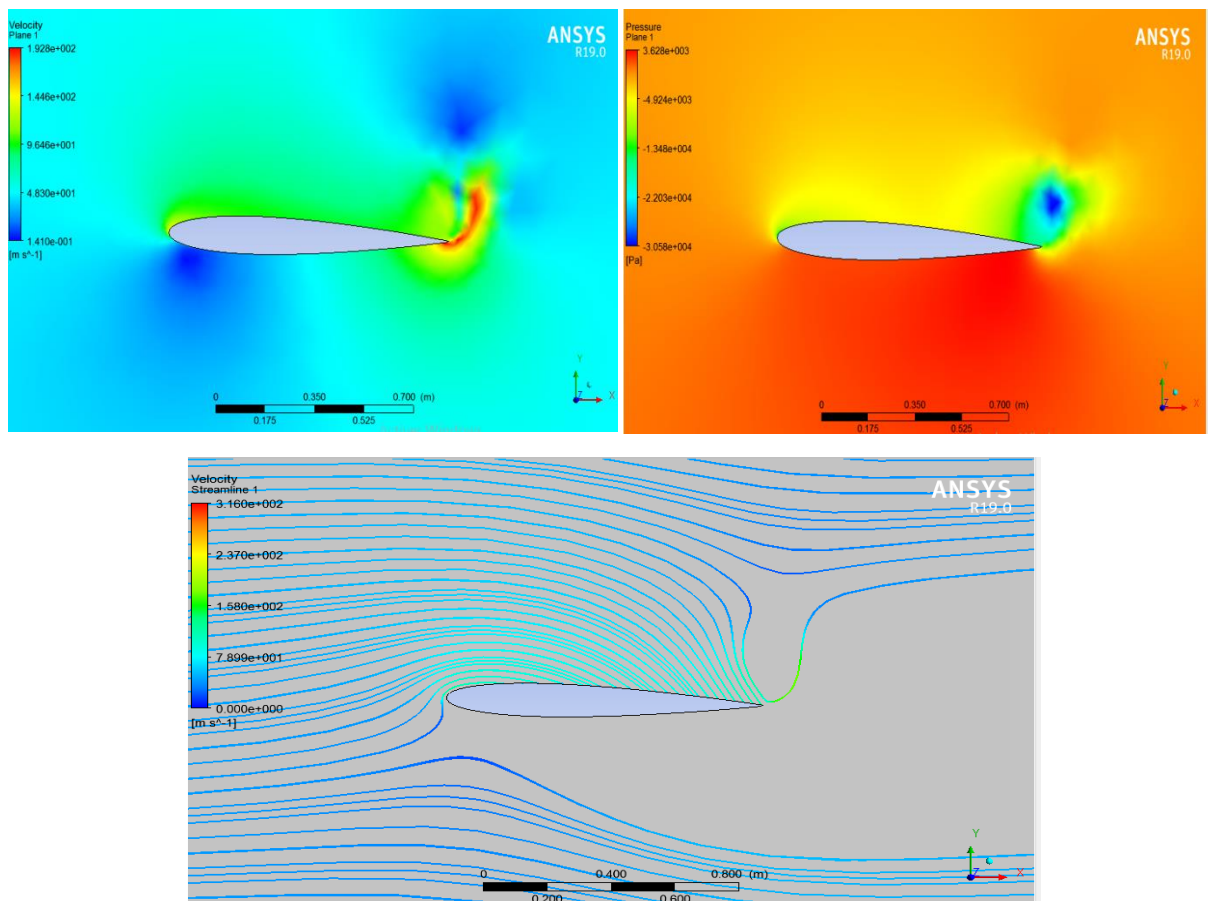 Velocity
Plane 1
ANSYS
R19.0
1.928e+002
1.446e+002
9.646e+001
4.830e+001
1.410e-001
[m s^-1]
0 0.350 0.700 (m)
0.175 0.525
Y
Z X
Pressure
Plane 1
ANSYS
R19.0
3.628e+003
-4.924e+003
-1.348e+004
-2.203e+004
-3.058e+004
[Pa]
0 0.350 0.700 (m)
0.175 0.525
Y
Z X
Velocity
Streamline 1
ANSYS
R19.0
3.160e+002
2.370e+002
1.580e+002
7.899e+001
0.000e+000
[m s^-1]
0 0.400 0.800 (m)
0.200 0.600
Y
Z X